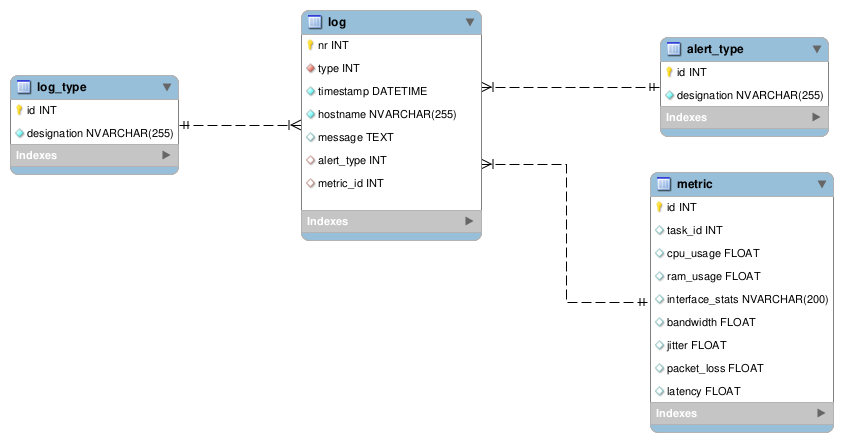 log_type
id INT
designation NVARCHAR(255)
Indexes
log
nr INT
type INT
timestamp DATETIME
hostname NVARCHAR(255)
message TEXT
alert_type INT
metric_id INT
Indexes
alert_type
id INT
designation NVARCHAR(255)
Indexes
metric
id INT
task_id INT
cpu_usage FLOAT
ram_usage FLOAT
interface_stats NVARCHAR(200)
bandwidth FLOAT
jitter FLOAT
packet_loss FLOAT
latency FLOAT
Indexes